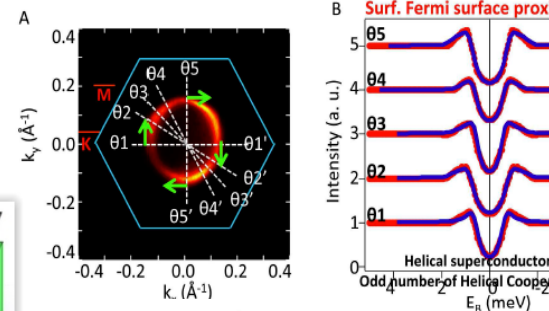 A
0.4
0.2
0.0
-0.2
-0.4
k_y (Å⁻¹)
M
K
θ5
θ4
θ3
θ2
θ1
θ1'
θ2'
θ3'
θ4'
θ5'
-0.4 -0.2 0.0 0.2 0.4
(Å⁻¹)
B
Surf. Fermi surface prox
Intensity (a. u.)
5
4
3
2
1
0
θ5
θ4
θ3
θ2
θ1
Helical superconductor
Odd number of Helical Cooper
4 2 0 -2
E_B (meV)